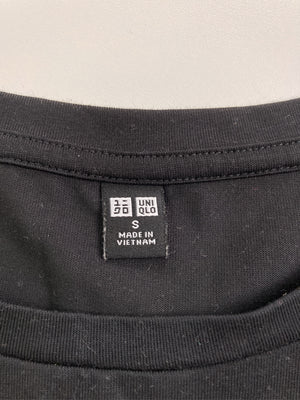 ユニ UNI
クロ QLO
S
MADE IN
VIETNAM